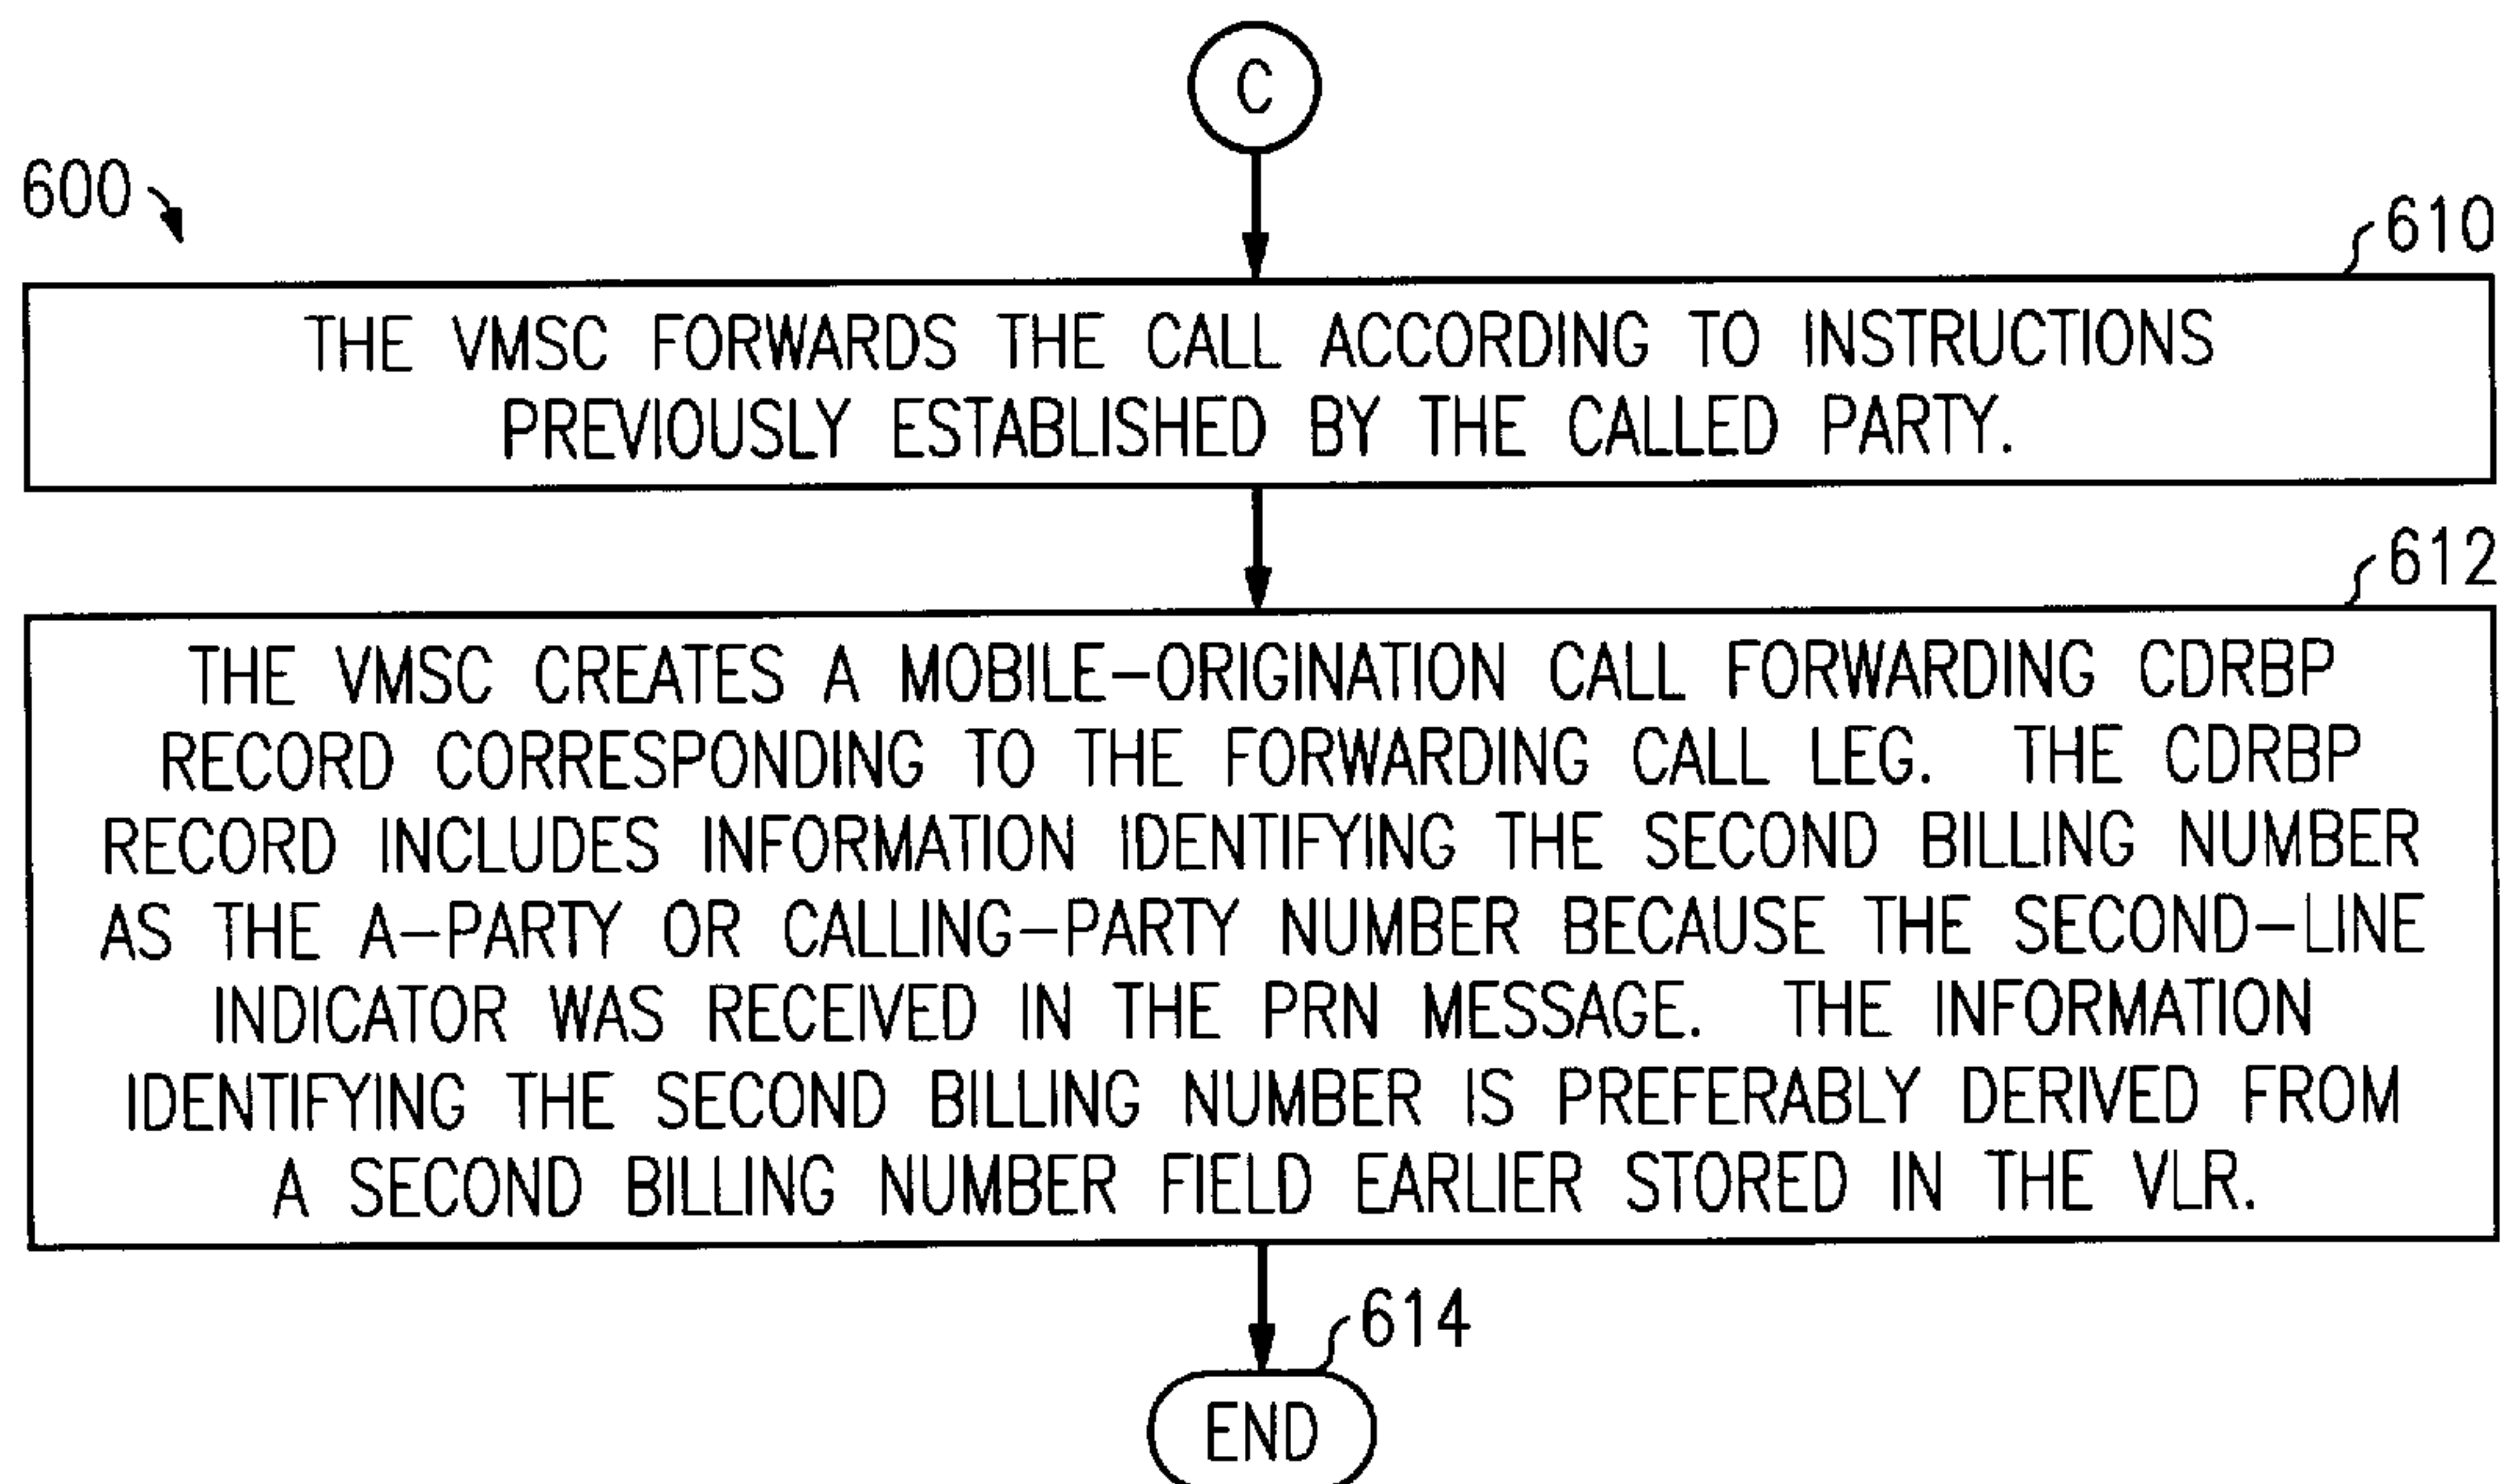 C
600
610
THE VMSC FORWARDS THE CALL ACCORDING TO INSTRUCTIONS
PREVIOUSLY ESTABLISHED BY THE CALLED PARTY.
612
THE VMSC CREATES A MOBILE–ORIGINATION CALL FORWARDING CDRBP
RECORD CORRESPONDING TO THE FORWARDING CALL LEG. THE CDRBP
RECORD INCLUDES INFORMATION IDENTIFYING THE SECOND BILLING NUMBER
AS THE A–PARTY OR CALLING–PARTY NUMBER BECAUSE THE SECOND–LINE
INDICATOR WAS RECEIVED IN THE PRN MESSAGE. THE INFORMATION
IDENTIFYING THE SECOND BILLING NUMBER IS PREFERABLY DERIVED FROM
A SECOND BILLING NUMBER FIELD EARLIER STORED IN THE VLR.
614
END